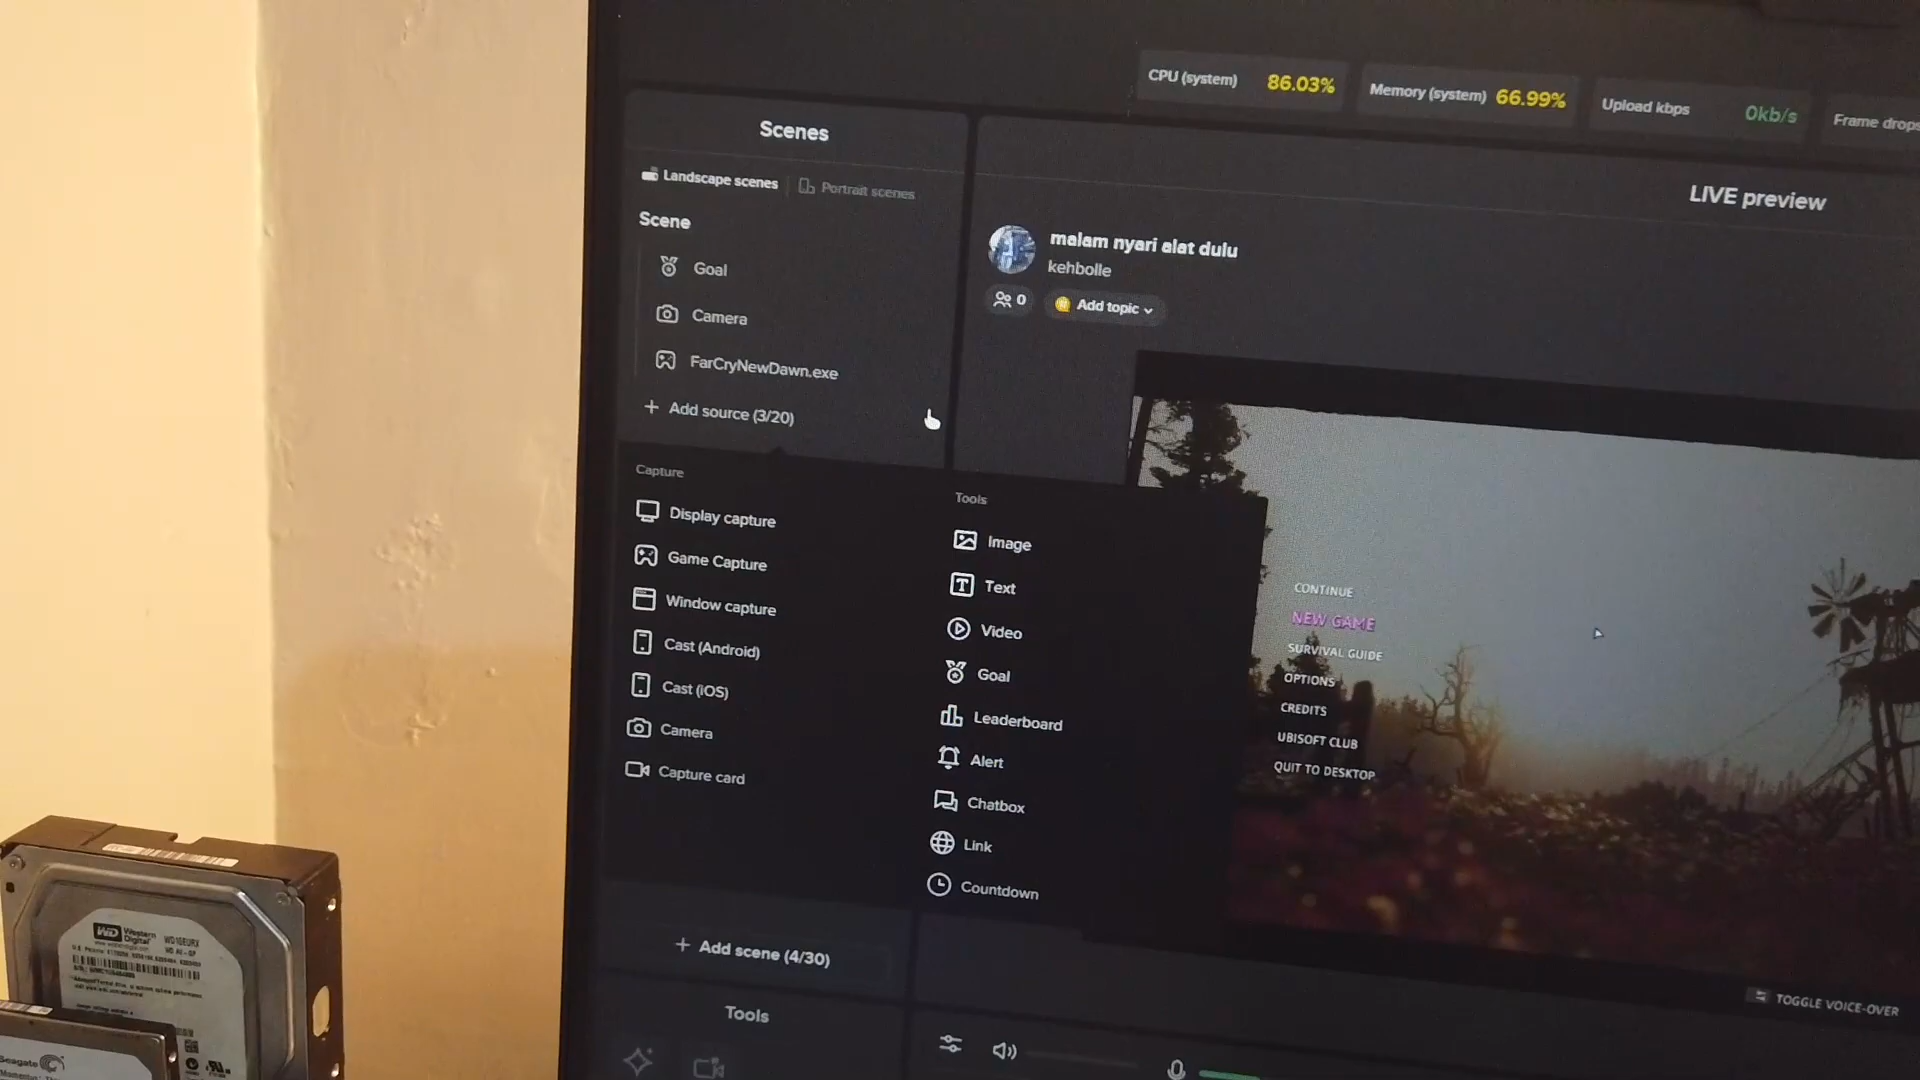 CPU (system) 86.03%
Memory (system) 66.99%
Upload kbps 0kb/s
Frame drops
Scenes
Landscape scenes
Portrait scenes
Scene
Goal
Camera
FarCryNewDawn.exe
+ Add source (3/20)
Capture
Display capture
Game Capture
Window capture
Cast (Android)
Cast (iOS)
Camera
Capture card
Tools
Image
Text
Video
Goal
Leaderboard
Alert
Chatbox
Link
Countdown
+ Add scene (4/30)
Tools
LIVE preview
malam nyari alat dulu
kehbolle
0
Add topic
CONTINUE
NEW GAME
SURVIVAL GUIDE
OPTIONS
CREDITS
UBISOFT CLUB
QUIT TO DESKTOP
TOGGLE VOICE-OVER
WD Western Digital
Seagate